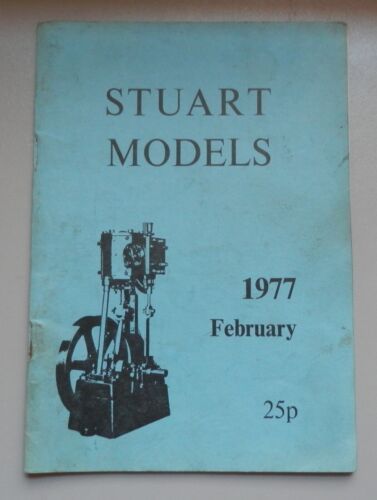 STUART
MODELS
1977
February
25p